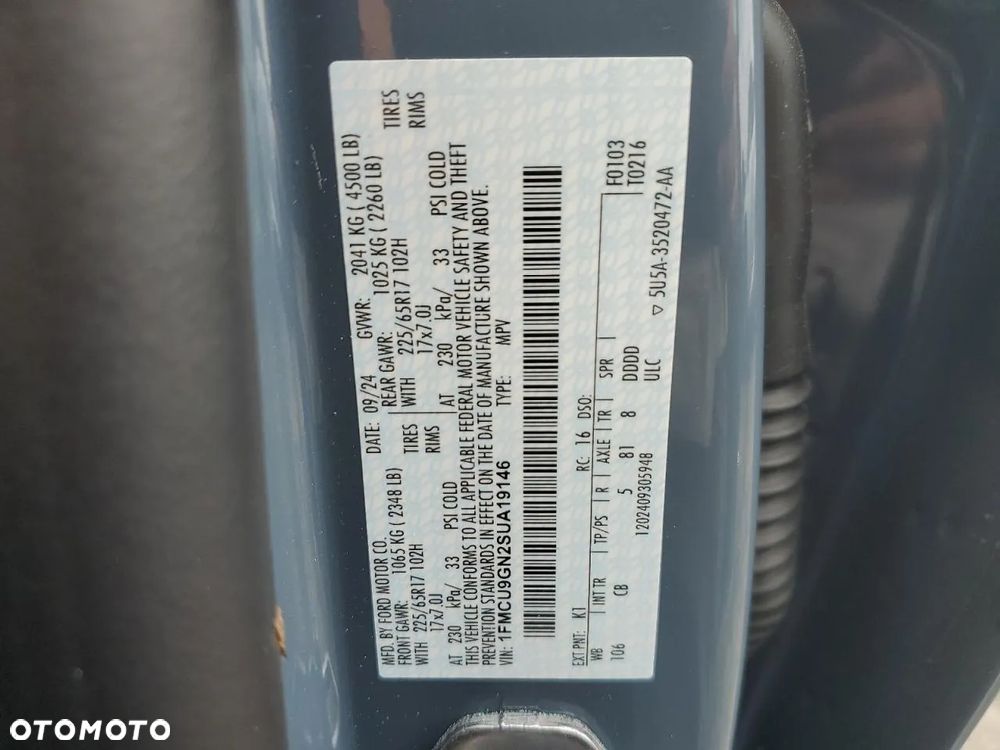 MFD. BY FORD MOTOR CO. DATE: 09/24 GVWR: 2041 KG ( 4500 LB)
FRONT GAWR: 1065 KG ( 2348 LB) REAR GAWR: 1025 KG ( 2260 LB)
WITH 225/65R17 102H TIRES WITH 225/65R17 102H TIRES
17x7.0J RIMS 17x7.0J RIMS
AT 230 kPa/ 33 PSI COLD AT 230 kPa/ 33 PSI COLD
THIS VEHICLE CONFORMS TO ALL APPLICABLE FEDERAL MOTOR VEHICLE SAFETY AND THEFT
PREVENTION STANDARDS IN EFFECT ON THE DATE OF MANUFACTURE SHOWN ABOVE.
VIN: 1FMCU9GN2SUA19146 TYPE: MPV
EXT PNT: K1 RC: 16 DSO: F0103
WB INT TR TP/PS R AXLE TR SPR T0216
106 CB 5 81 8 DDDD
1202409305948 ULC
▽ 5U5A-3520472-AA
OTOMOTO